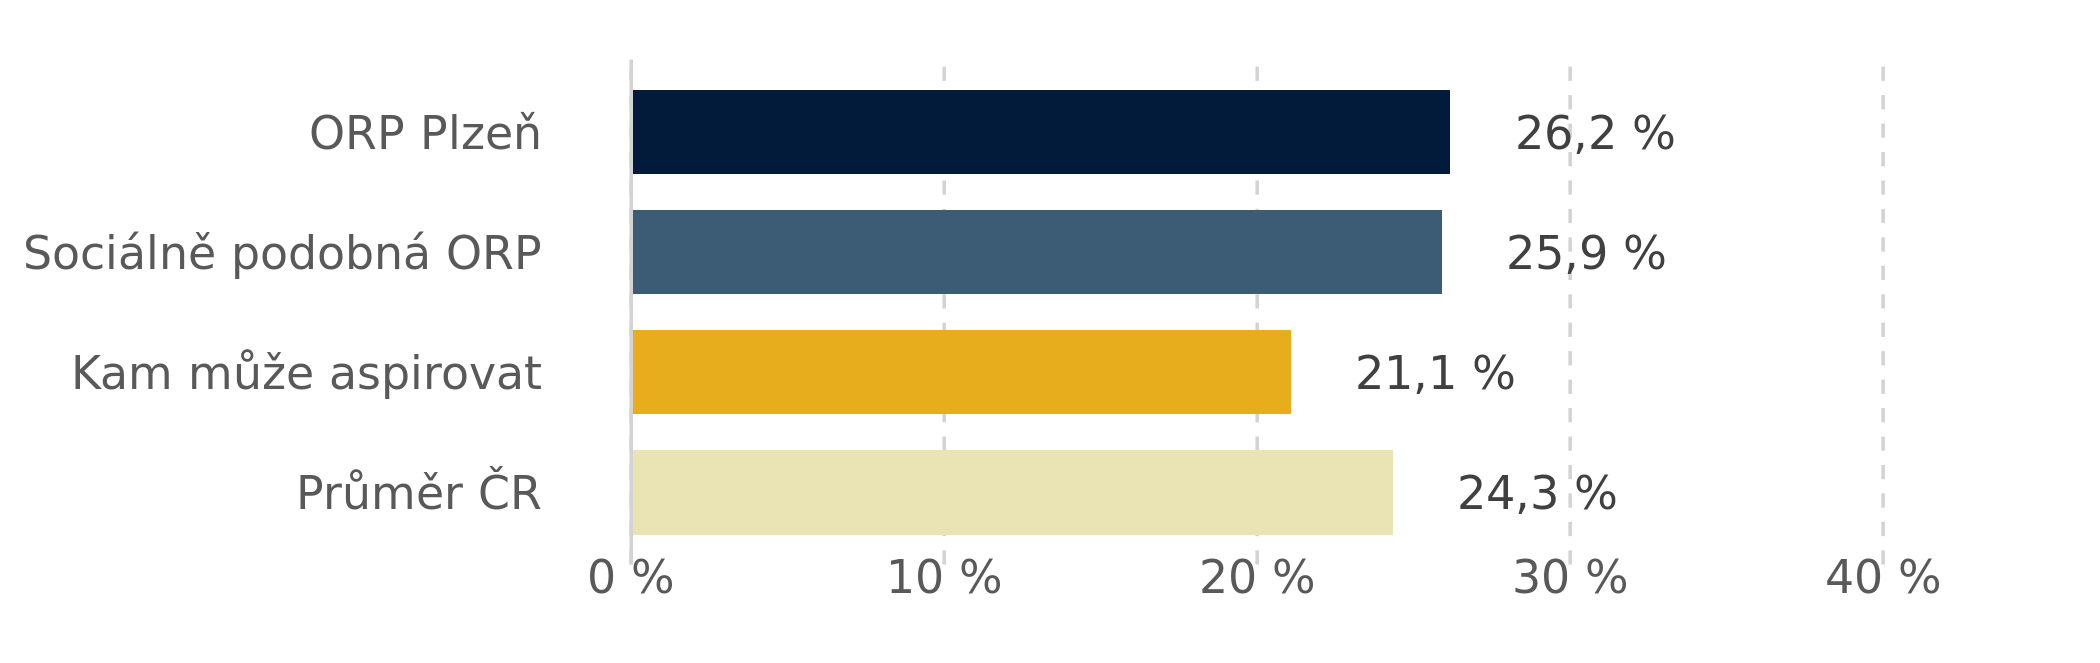 ORP Plzeň 26,2 %
Sociálně podobná ORP 25,9 %
Kam může aspirovat 21,1 %
Průměr ČR 24,3 %
0 % 10 % 20 % 30 % 40 %